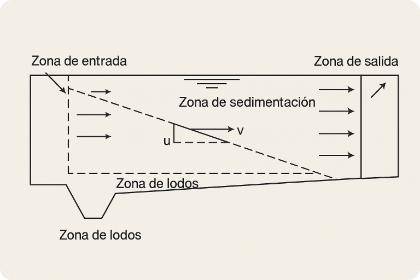 Zona de entrada
Zona de salida
Zona de sedimentación
v
u
Zona de lodos
Zona de lodos